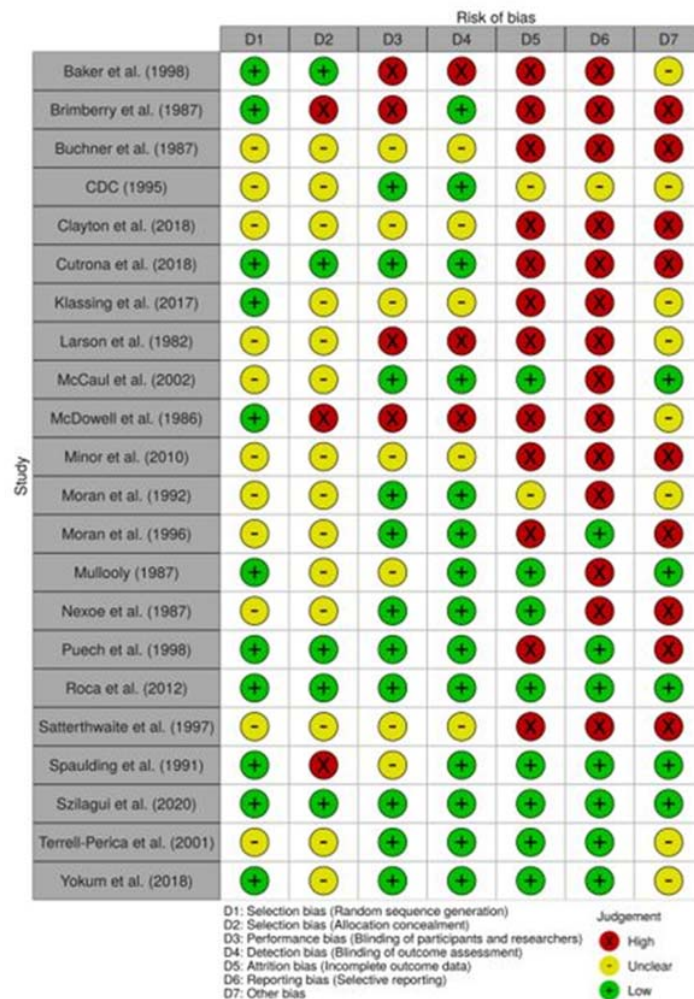 Risk of bias
D1 D2 D3 D4 D5 D6 D7
Study
Baker et al. (1998) + + X X X X -
Brimberry et al. (1987) + X X + X X X
Buchner et al. (1987) - - - - X X X
CDC (1995) - - + + - - -
Clayton et al. (2018) - - - - X X X
Cutrona et al. (2018) + + + + X X X
Klassing et al. (2017) + - - - X X -
Larson et al. (1982) - - X X X X -
McCaul et al. (2002) - - + + + X +
McDowell et al. (1986) + X X X X X -
Minor et al. (2010) - - - - X X X
Moran et al. (1992) - - + + - X -
Moran et al. (1996) - - + + X + X
Mullooly (1987) + - - + + X +
Nexoe et al. (1987) - - + + + X X
Puech et al. (1998) + + + + X + X
Roca et al. (2012) + + + + + + +
Satterthwaite et al. (1997) - - - - X X X
Spaulding et al. (1991) + X - + + + +
Szilagui et al. (2020) + + + + + + +
Terrell-Perica et al. (2001) - - + + + + -
Yokum et al. (2018) + - + + + + -
D1: Selection bias (Random sequence generation)
D2: Selection bias (Allocation concealment)
D3: Performance bias (Blinding of participants and researchers)
D4: Detection bias (Blinding of outcome assessment)
D5: Attrition bias (Incomplete outcome data)
D6: Reporting bias (Selective reporting)
D7: Other bias
Judgement
X High
- Unclear
+ Low